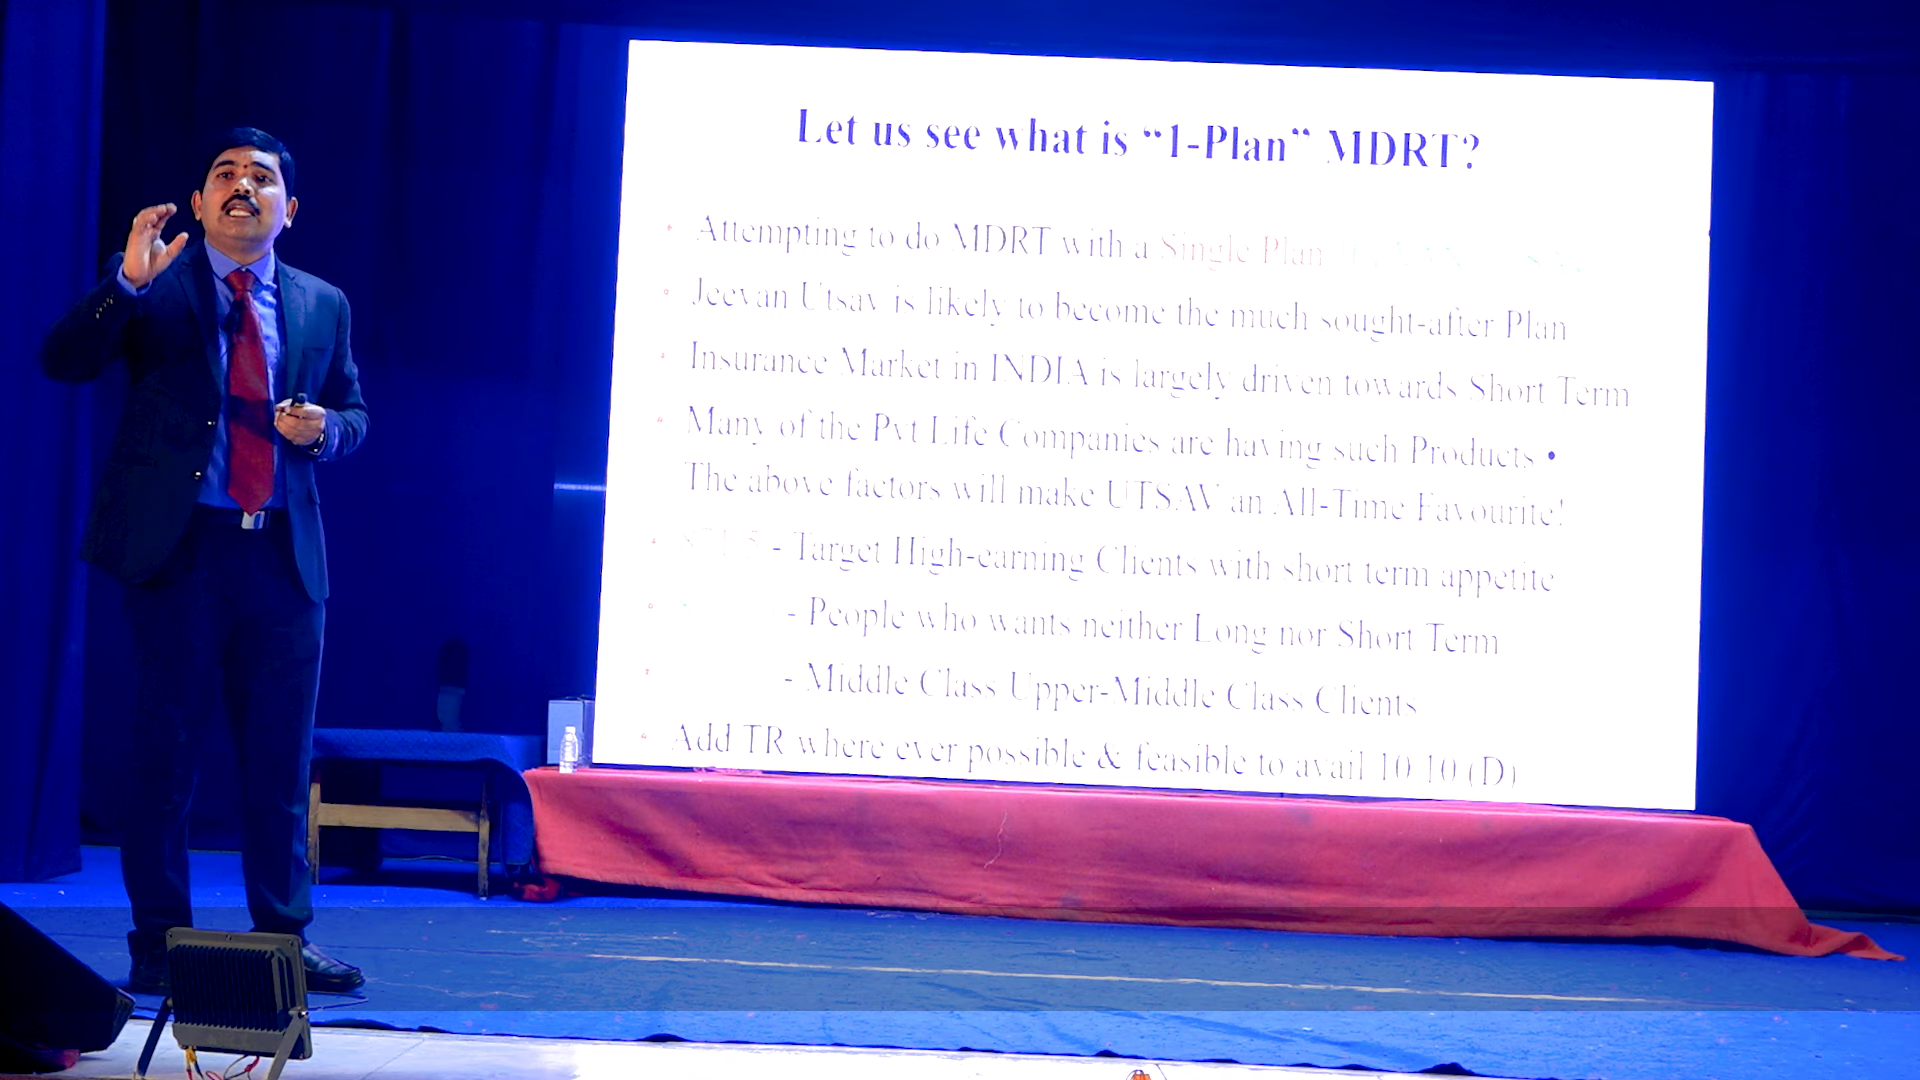 Let us see what is “1-Plan” MDRT?
Attempting to do MDRT with a Single Plan
Jeevan Utsav is likely to become the much sought-after Plan
Insurance Market in INDIA is largely driven towards Short Term
Many of the Pvt Life Companies are having such Products •
The above factors will make UTSAV an All-Time Favourite!
- Target High-earning Clients with short term appetite
- People who wants neither Long nor Short Term
- Middle Class Upper-Middle Class Clients
Add TR where ever possible & feasible to avail 10 10 (D)